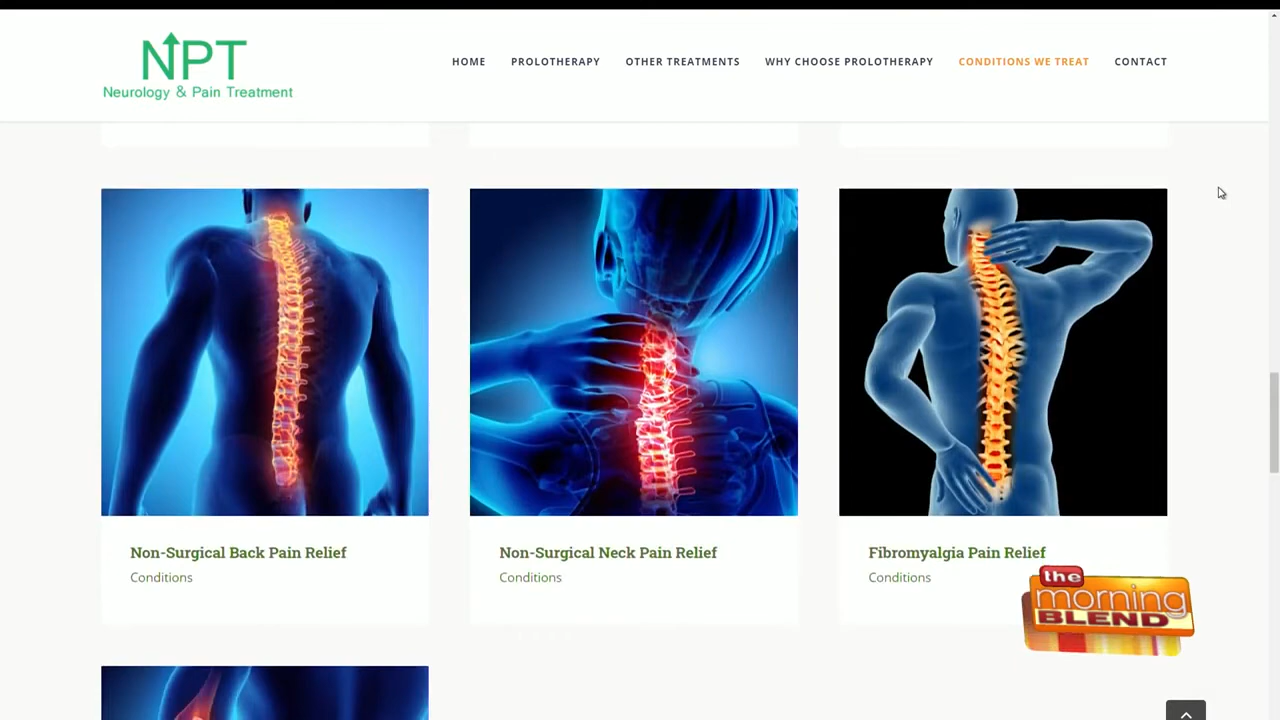 NPT
Neurology & Pain Treatment
HOME
PROLOTHERAPY
OTHER TREATMENTS
WHY CHOOSE PROLOTHERAPY
CONDITIONS WE TREAT
CONTACT
Non-Surgical Back Pain Relief
Conditions
Non-Surgical Neck Pain Relief
Conditions
Fibromyalgia Pain Relief
Conditions
the
morning
BLEND